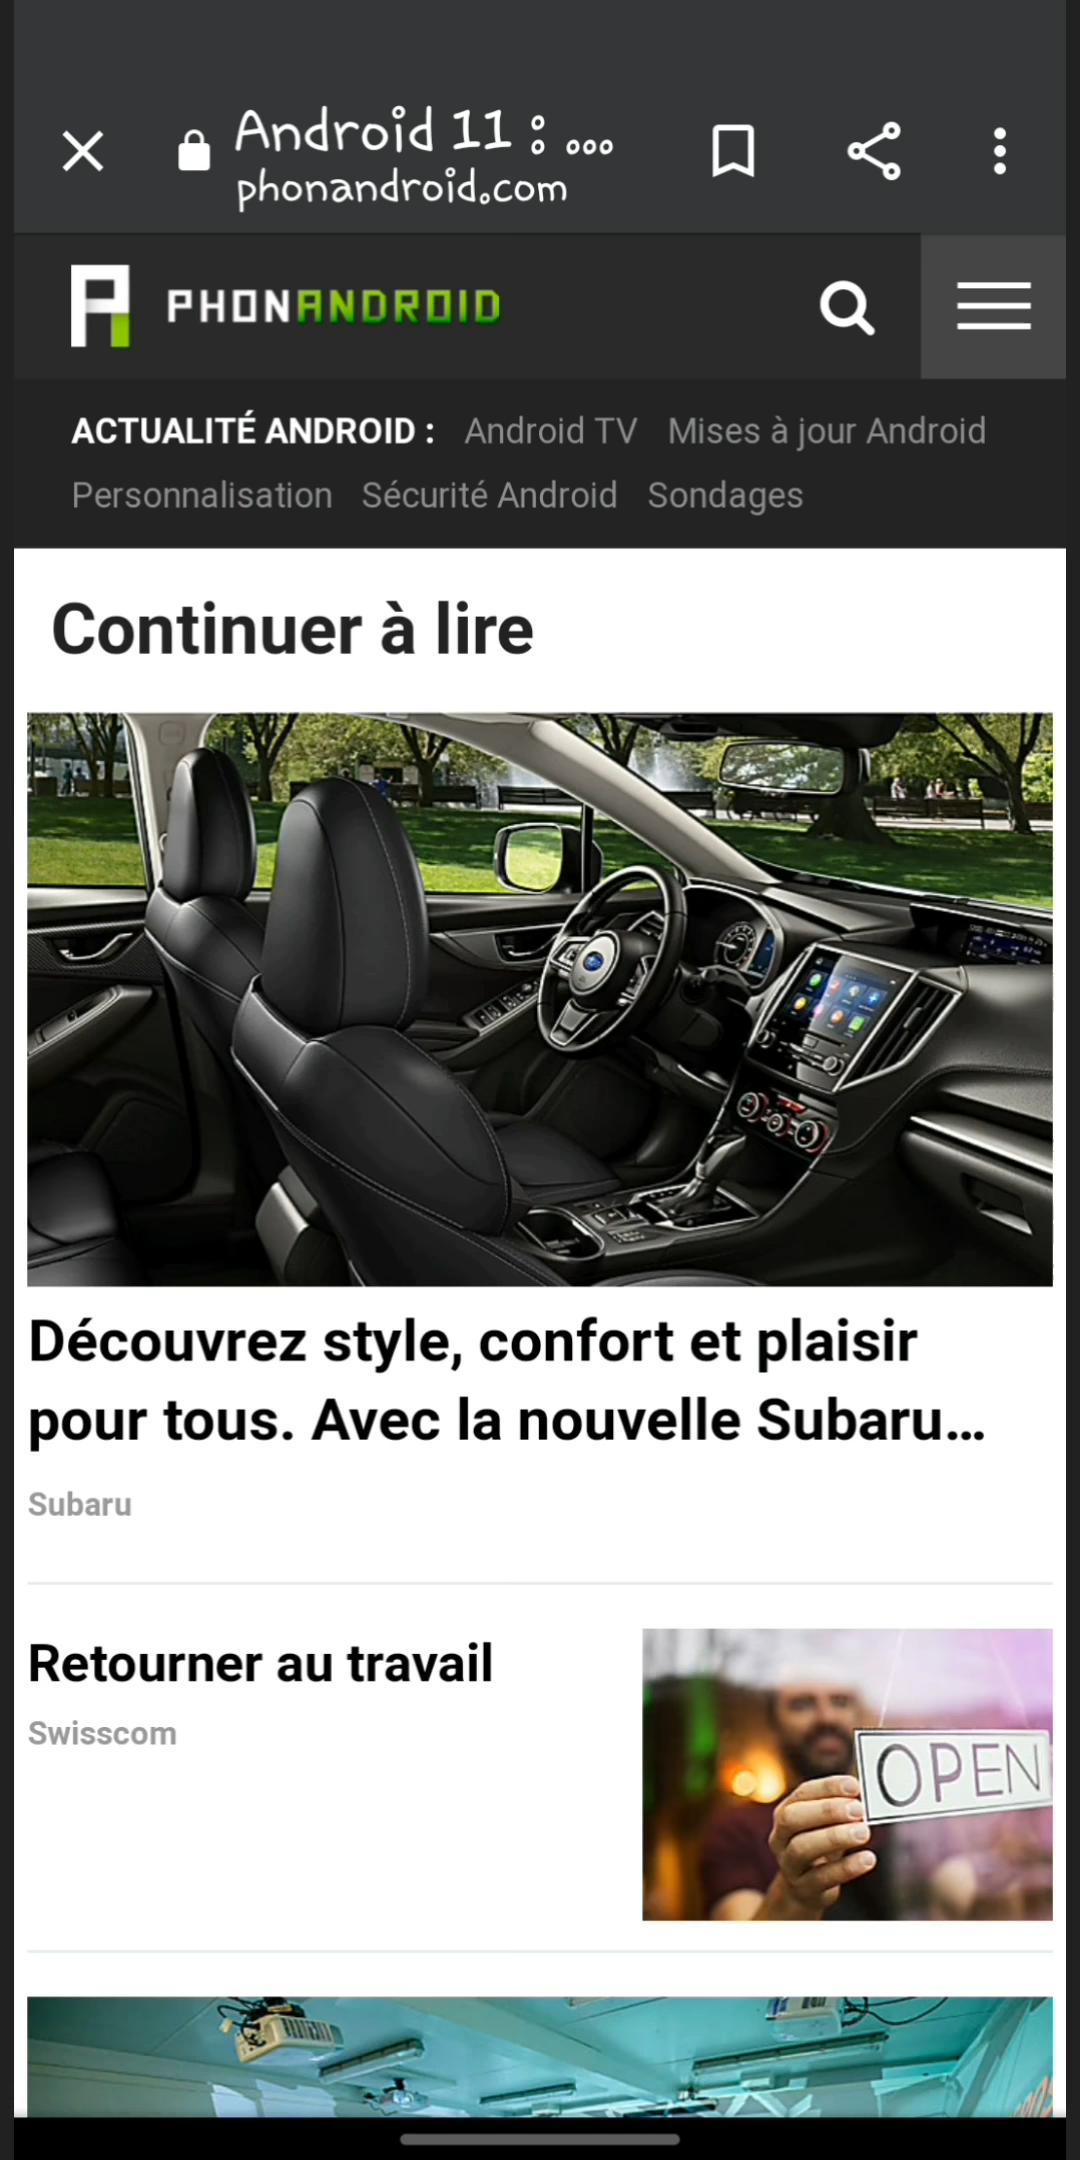 Android 11 : ...
phonandroid.com
PHONANDROID
ACTUALITÉ ANDROID : Android TV Mises à jour Android
Personnalisation Sécurité Android Sondages
Continuer à lire
Découvrez style, confort et plaisir
pour tous. Avec la nouvelle Subaru...
Subaru
Retourner au travail
Swisscom
OPEN